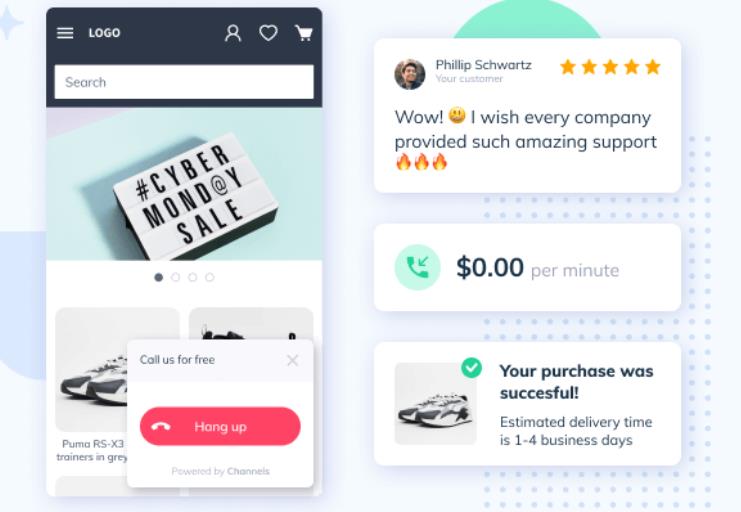 LOGO
Search
#CYBER
MOND@Y
SALE
Puma RS-X3
trainers in grey
Call us for free
Hang up
Powered by Channels
Phillip Schwartz
Your customer
Wow! 😃 I wish every company
provided such amazing support
🔥🔥🔥
$0.00 per minute
Your purchase was
succesful!
Estimated delivery time
is 1-4 business days